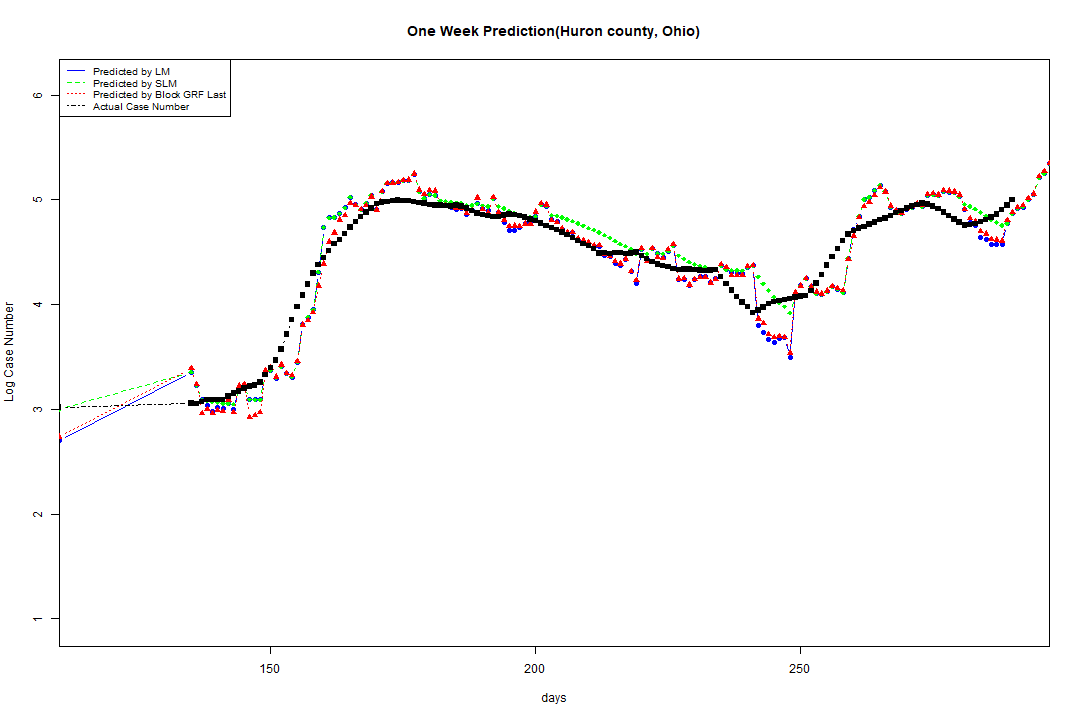 One Week Prediction(Huron county, Ohio)
Predicted by LM
Predicted by SLM
Predicted by Block GRF Last
Actual Case Number
6
5
4
3
2
1
Log Case Number
150 200 250
days